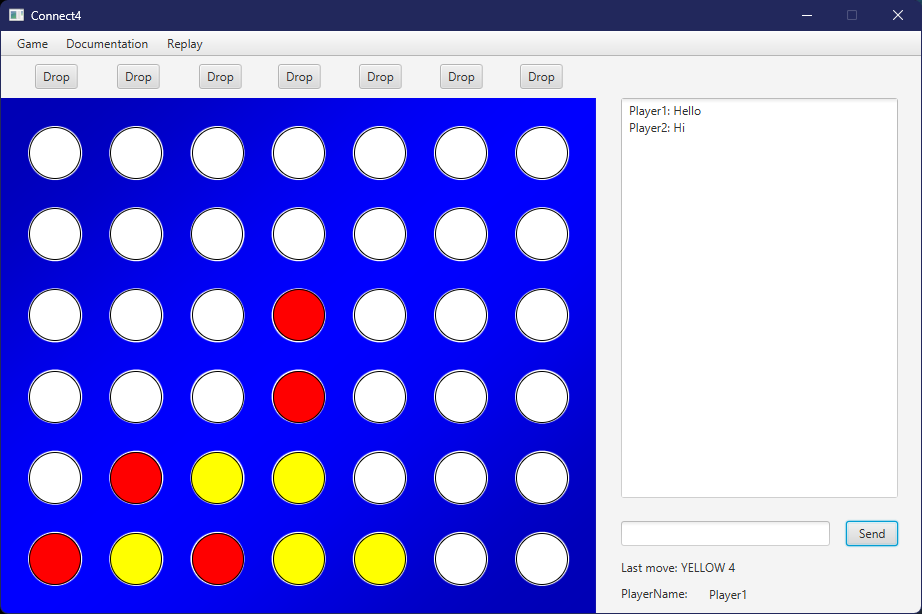 Connect4
Game Documentation Replay
Drop Drop Drop Drop Drop Drop Drop
Player1: Hello
Player2: Hi
Send
Last move: YELLOW 4
PlayerName: Player1